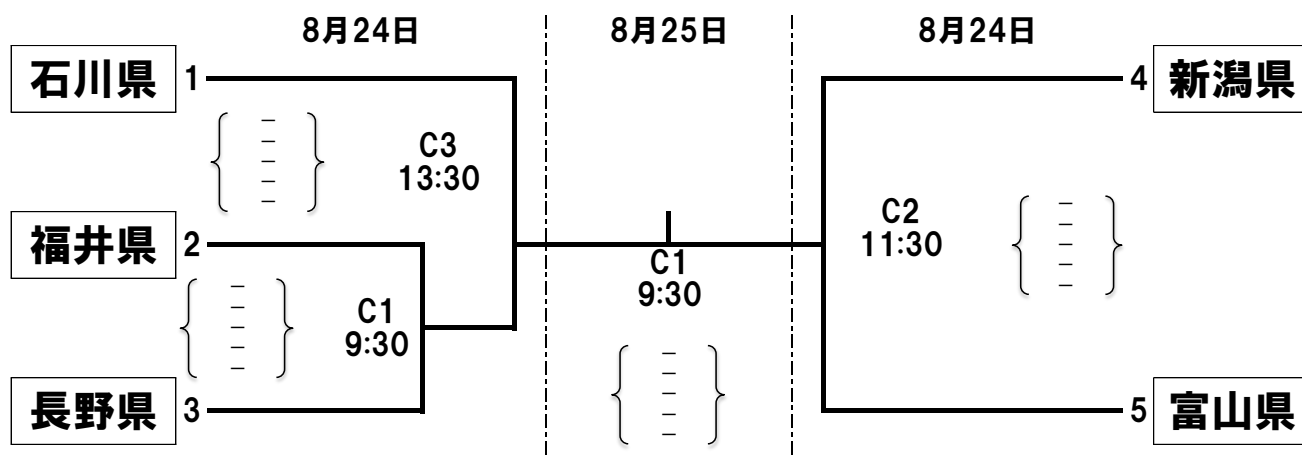 8月24日
8月25日
8月24日
石川県 1
4 新潟県
C3
13:30
福井県 2
C2
11:30
C1
9:30
C1
9:30
長野県 3
5 富山県